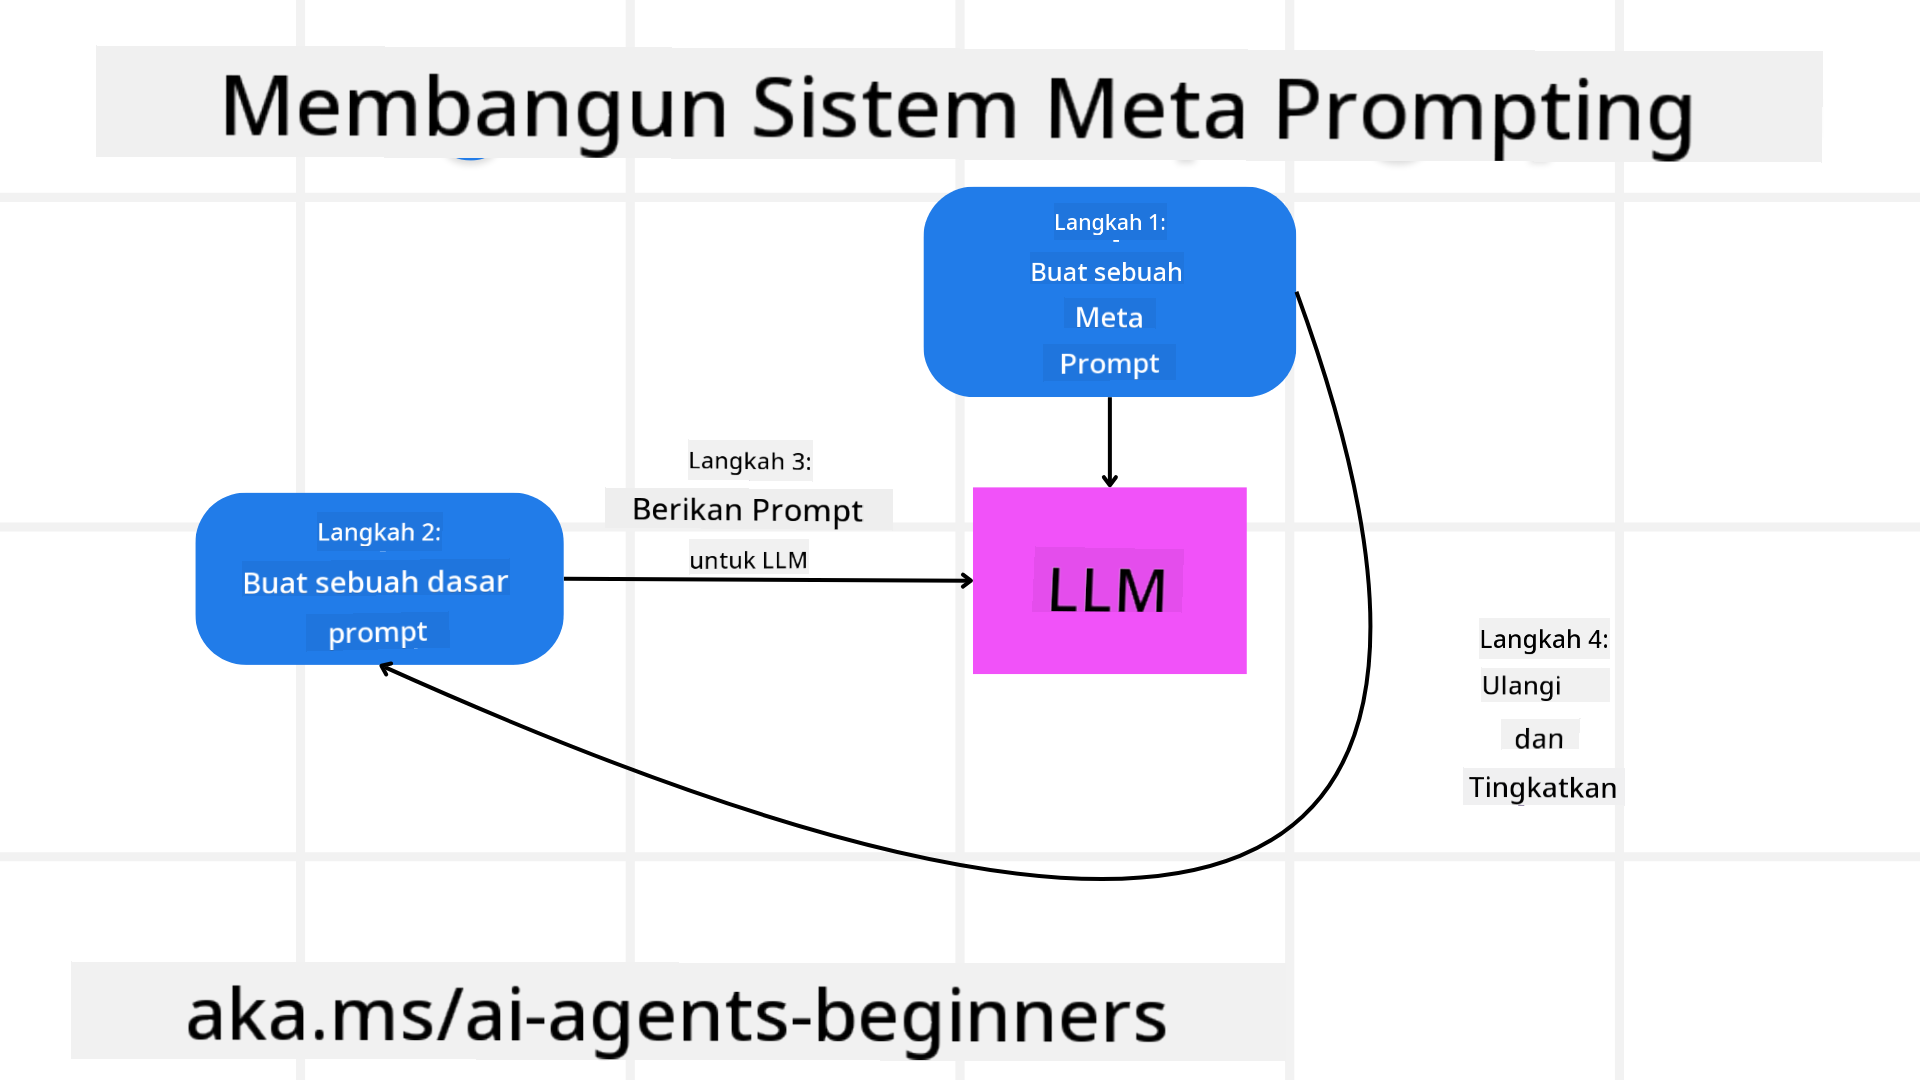 Membangun Sistem Meta Prompting
Langkah 1:
Buat sebuah
Meta
Prompt
Langkah 3:
Berikan Prompt
untuk LLM
Langkah 2:
Buat sebuah dasar
prompt
LLM
Langkah 4:
Ulangi
dan
Tingkatkan
aka.ms/ai-agents-beginners